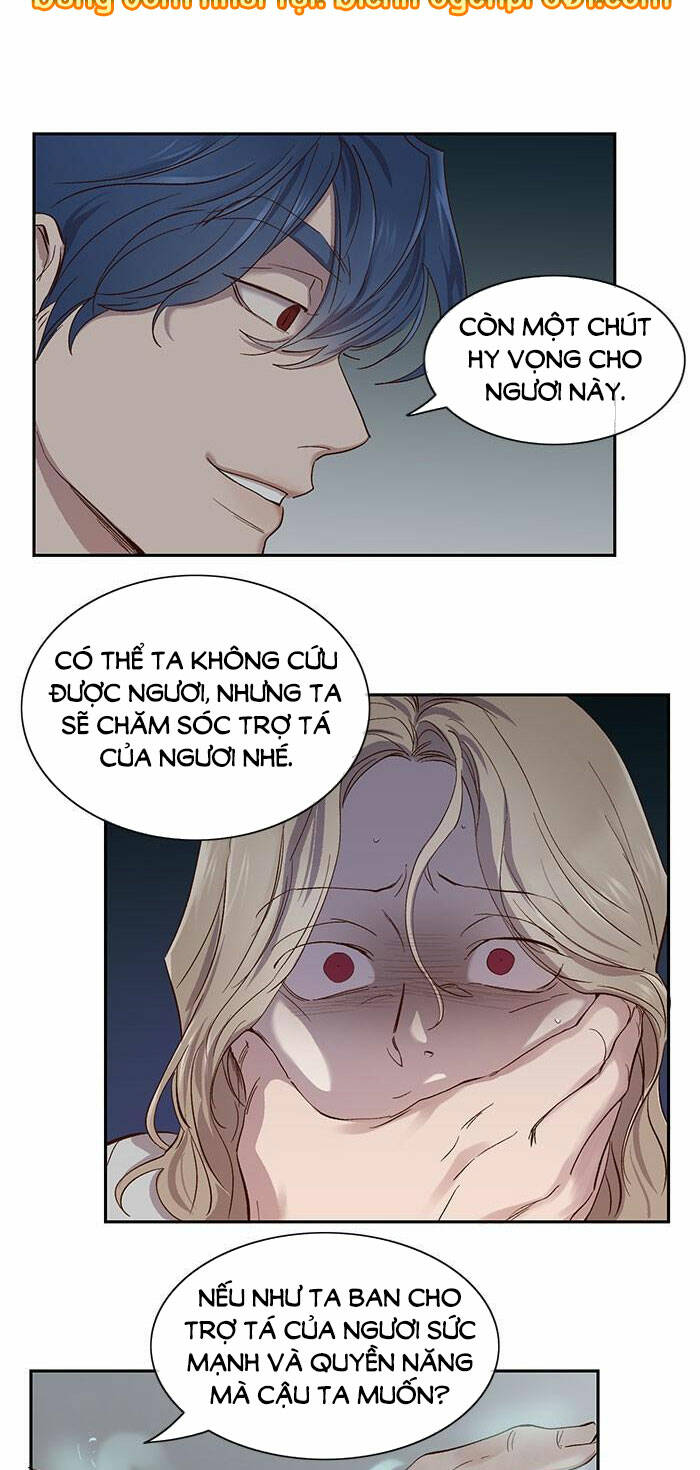 CÒN MỘT CHÚT
HY VỌNG CHO
NGƯƠI NÀY.
CÓ THỂ TA KHÔNG CỨU
ĐƯỢC NGƯƠI, NHƯNG TA
SẼ CHĂM SÓC TRỢ TÁ
CỦA NGƯƠI NHÉ.
NẾU NHƯ TA BAN CHO
TRỢ TÁ CỦA NGƯƠI SỨC
MẠNH VÀ QUYỀN NĂNG
MÀ CẬU TA MUỐN?